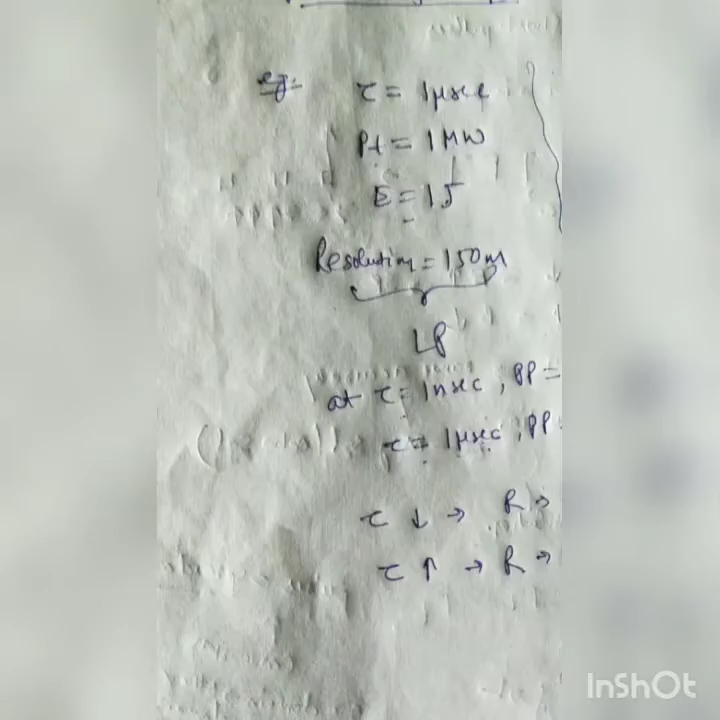 eg:- τ = 1μsec
Pt = 1MW
E = 1J
Resolution = 150m
LP
at τ = 1nsec, PP =
τ = 1μsec, PP
τ ↓ → R →
τ ↑ → R →
InShOt